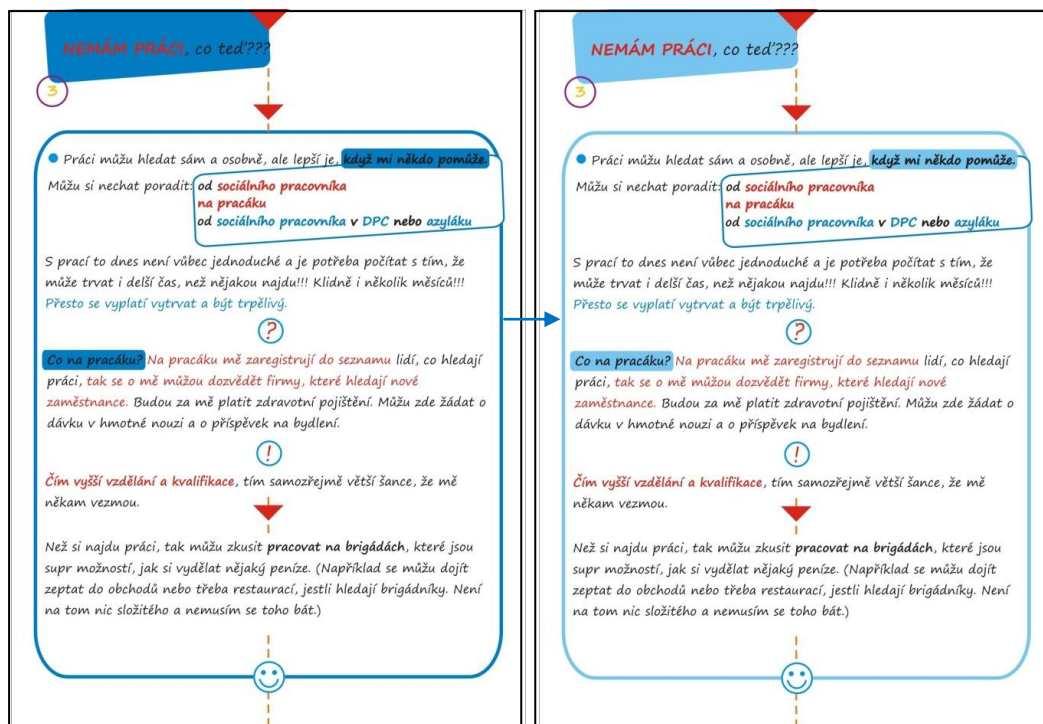 NEMÁM PRÁCI, co teď???
3
Práci můžu hledat sám a osobně, ale lepší je, když mi někdo pomůže.
Můžu si nechat poradit: od sociálního pracovníka
na pracáku
od sociálního pracovníka v DPC nebo azyláku
S prací to dnes není vůbec jednoduché a je potřeba počítat s tím, že
může trvat i delší čas, než nějakou najdu!!! Klidně i několik měsíců!!!
Přesto se vyplatí vytrvat a být trpělivý.
?
Co na pracáku? Na pracáku mě zaregistrují do seznamu lidí, co hledají
práci, tak se o mě můžou dozvědět firmy, které hledají nové
zaměstnance. Budou za mě platit zdravotní pojištění. Můžu zde žádat o
dávku v hmotné nouzi a o příspěvek na bydlení.
!
Čím vyšší vzdělání a kvalifikace, tím samozřejmě větší šance, že mě
někam vezmou.
Než si najdu práci, tak můžu zkusit pracovat na brigádách, které jsou
supr možností, jak si vydělat nějaký peníze. (Například se můžu dojít
zeptat do obchodů nebo třeba restaurací, jestli hledají brigádníky. Není
na tom nic složitého a nemusím se toho bát.)
NEMÁM PRÁCI, co teď???
3
Práci můžu hledat sám a osobně, ale lepší je, když mi někdo pomůže.
Můžu si nechat poradit: od sociálního pracovníka
na pracáku
od sociálního pracovníka v DPC nebo azyláku
S prací to dnes není vůbec jednoduché a je potřeba počítat s tím, že
může trvat i delší čas, než nějakou najdu!!! Klidně i několik měsíců!!!
Přesto se vyplatí vytrvat a být trpělivý.
?
Co na pracáku? Na pracáku mě zaregistrují do seznamu lidí, co hledají
práci, tak se o mě můžou dozvědět firmy, které hledají nové
zaměstnance. Budou za mě platit zdravotní pojištění. Můžu zde žádat o
dávku v hmotné nouzi a o příspěvek na bydlení.
!
Čím vyšší vzdělání a kvalifikace, tím samozřejmě větší šance, že mě
někam vezmou.
Než si najdu práci, tak můžu zkusit pracovat na brigádách, které jsou
supr možností, jak si vydělat nějaký peníze. (Například se můžu dojít
zeptat do obchodů nebo třeba restaurací, jestli hledají brigádníky. Není
na tom nic složitého a nemusím se toho bát.)